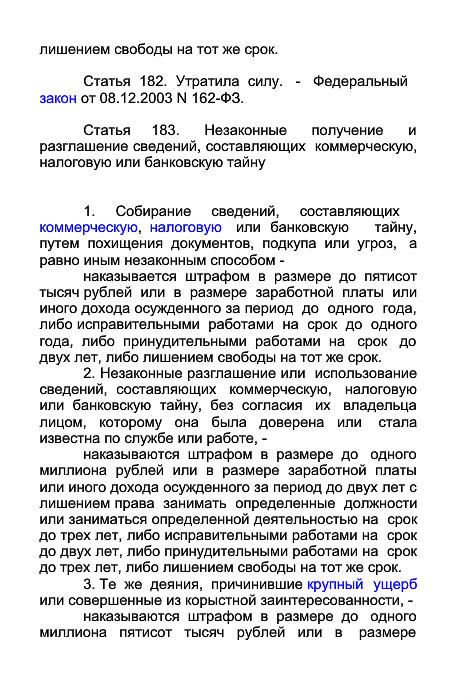 лишением свободы на тот же срок.
Статья 182. Утратила силу. - Федеральный
закон от 08.12.2003 N 162-ФЗ.
Статья 183. Незаконные получение и
разглашение сведений, составляющих коммерческую,
налоговую или банковскую тайну
1. Собирание сведений, составляющих
коммерческую, налоговую или банковскую тайну,
путем похищения документов, подкупа или угроз, а
равно иным незаконным способом -
наказывается штрафом в размере до пятисот
тысяч рублей или в размере заработной платы или
иного дохода осужденного за период до одного года,
либо исправительными работами на срок до одного
года, либо принудительными работами на срок до
двух лет, либо лишением свободы на тот же срок.
2. Незаконные разглашение или использование
сведений, составляющих коммерческую, налоговую
или банковскую тайну, без согласия их владельца
лицом, которому она была доверена или стала
известна по службе или работе, -
наказываются штрафом в размере до одного
миллиона рублей или в размере заработной платы
или иного дохода осужденного за период до двух лет с
лишением права занимать определенные должности
или заниматься определенной деятельностью на срок
до трех лет, либо исправительными работами на срок
до двух лет, либо принудительными работами на срок
до трех лет, либо лишением свободы на тот же срок.
3. Те же деяния, причинившие крупный ущерб
или совершенные из корыстной заинтересованности, -
наказываются штрафом в размере до одного
миллиона пятисот тысяч рублей или в размере